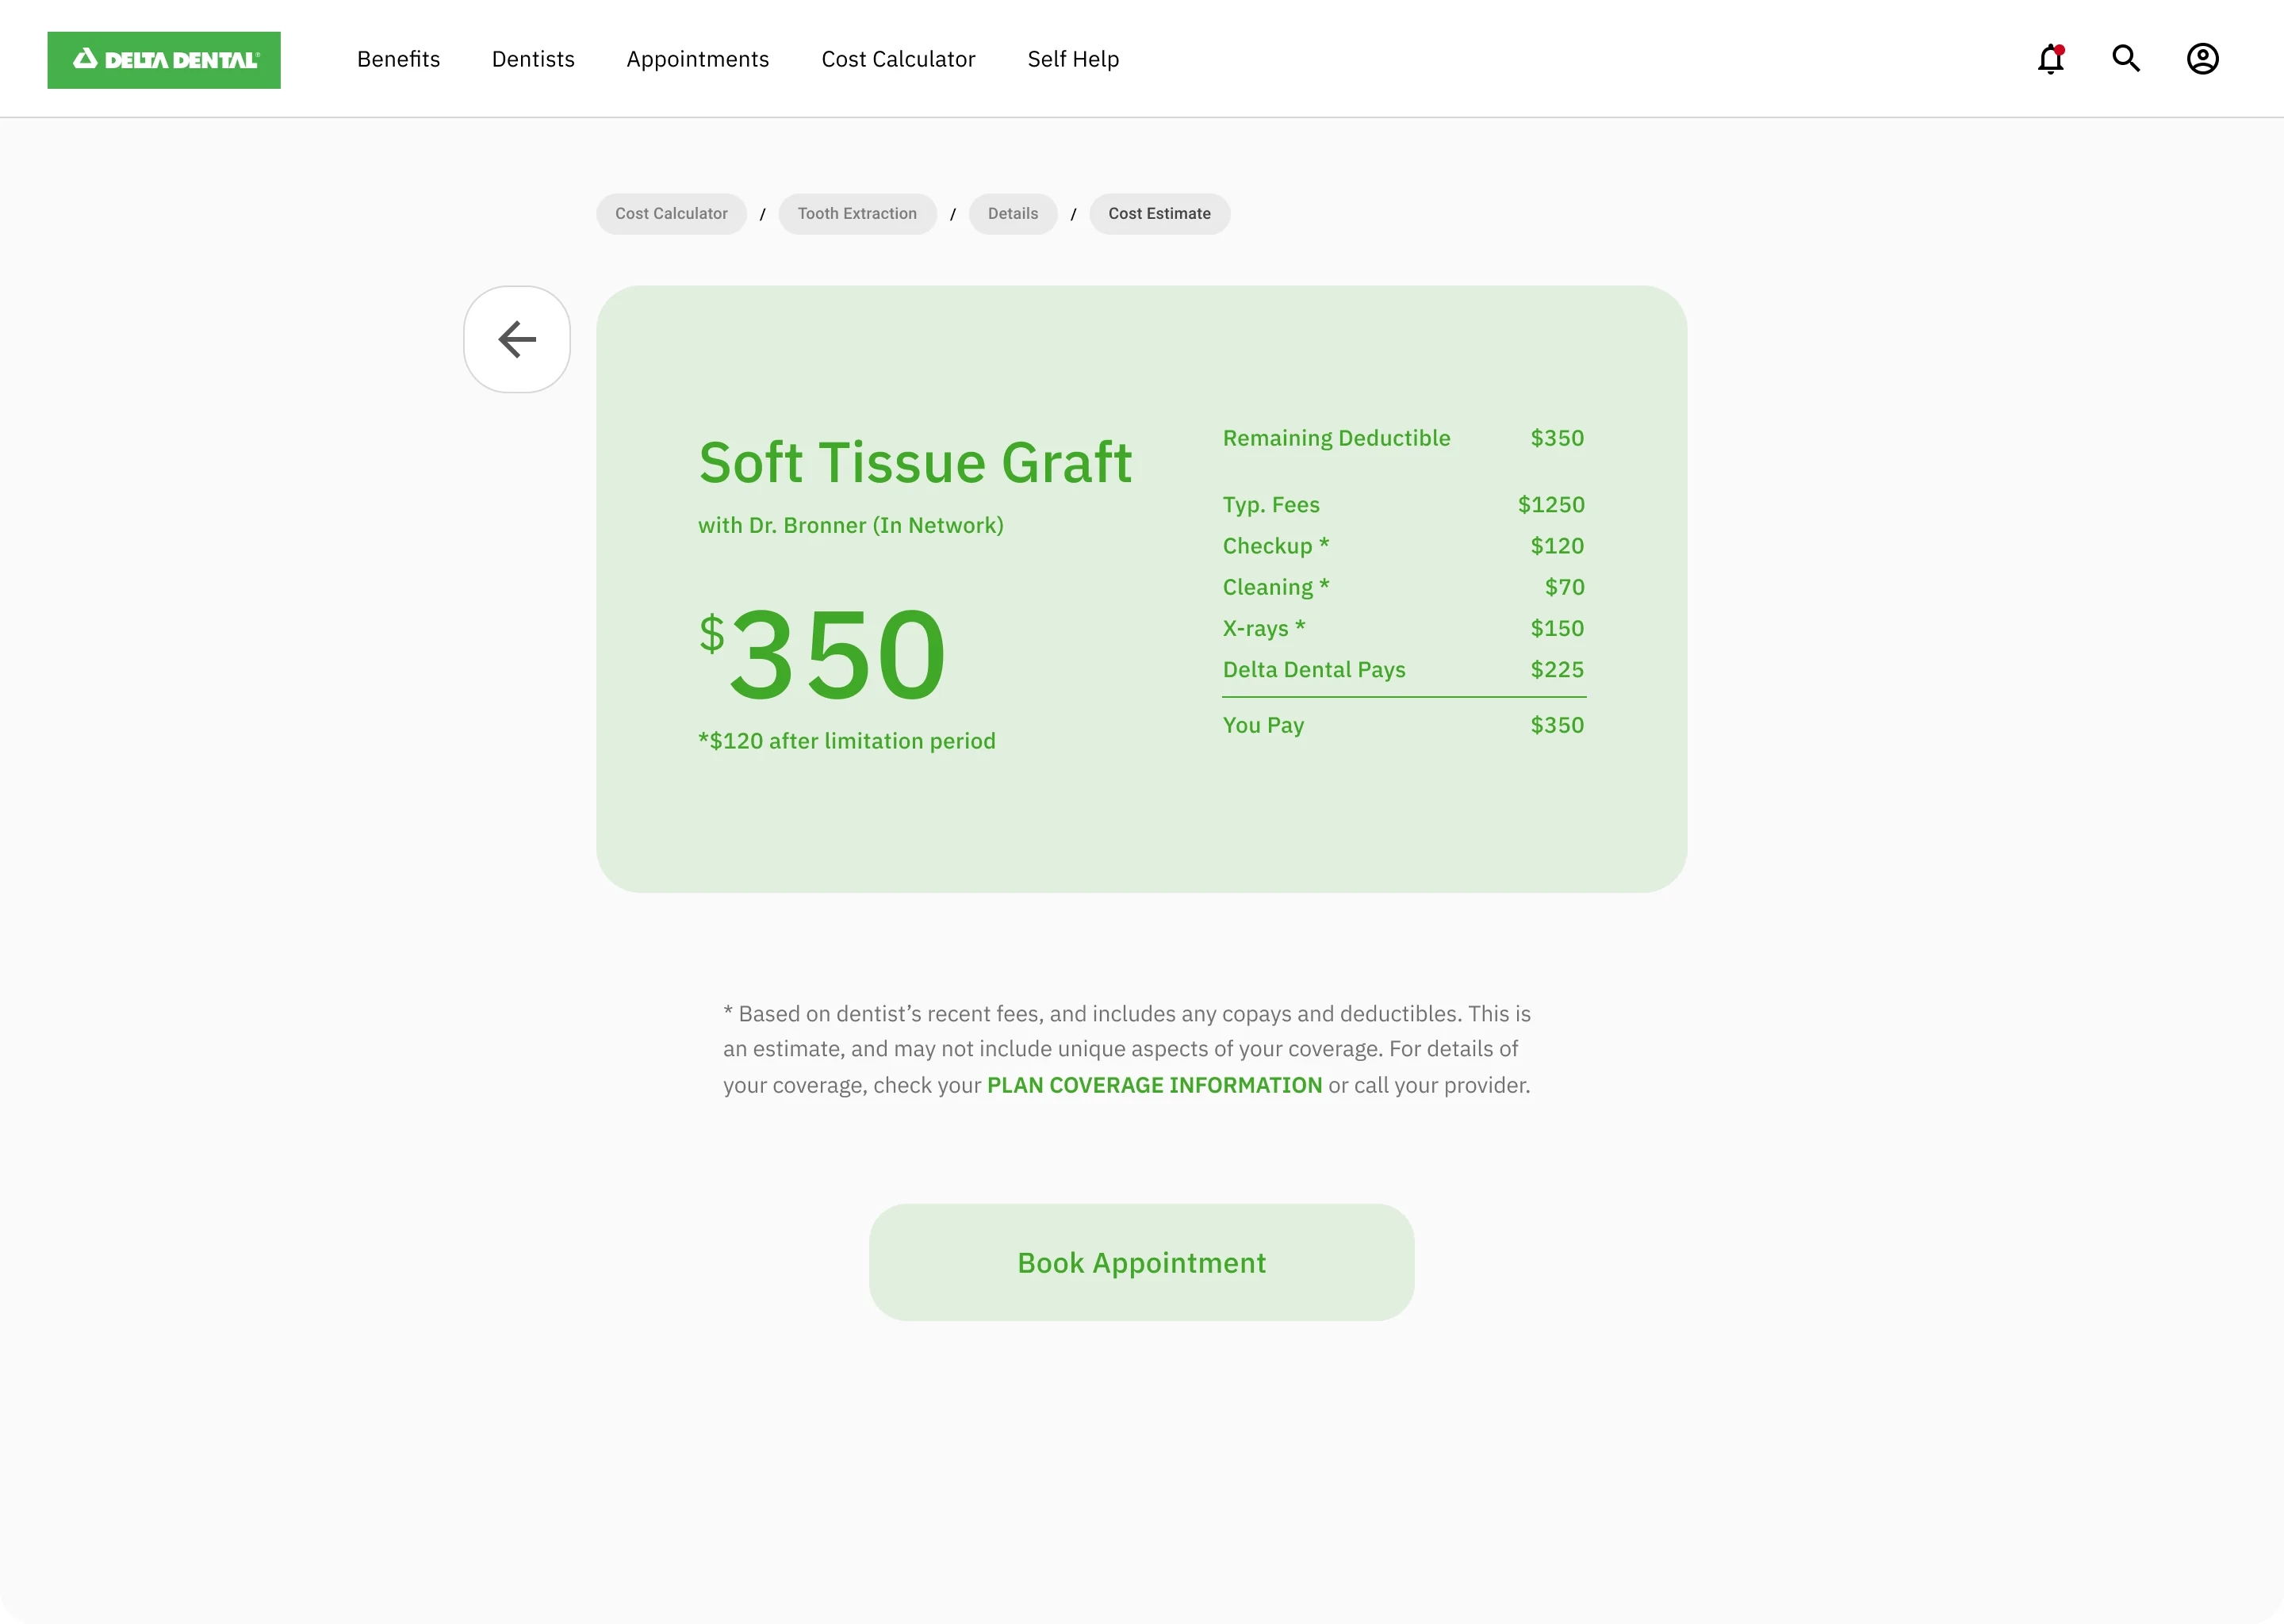 DELTA DENTAL®
Benefits
Dentists
Appointments
Cost Calculator
Self Help
Cost Calculator / Tooth Extraction / Details / Cost Estimate
Soft Tissue Graft
with Dr. Bronner (In Network)
$350
*$120 after limitation period
Remaining Deductible $350
Typ. Fees $1250
Checkup * $120
Cleaning * $70
X-rays * $150
Delta Dental Pays $225
You Pay $350
* Based on dentist’s recent fees, and includes any copays and deductibles. This is
an estimate, and may not include unique aspects of your coverage. For details of
your coverage, check your PLAN COVERAGE INFORMATION or call your provider.
Book Appointment